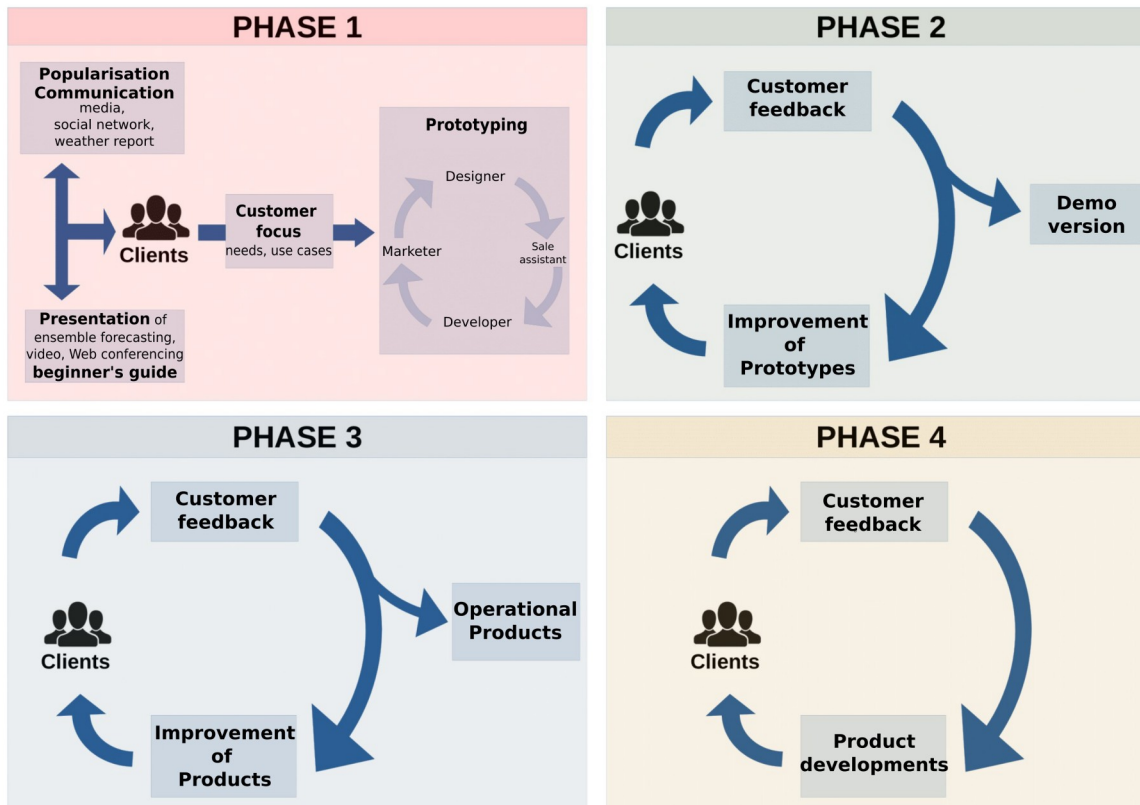 PHASE 1
Popularisation
Communication
media,
social network,
weather report
Clients
Customer
focus
needs, use cases
Prototyping
Designer
Marketer
Sale
assistant
Developer
Presentation of
ensemble forecasting,
video, Web conferencing
beginner's guide
PHASE 2
Customer
feedback
Clients
Demo
version
Improvement
of
Prototypes
PHASE 3
Customer
feedback
Clients
Operational
Products
Improvement
of
Products
PHASE 4
Customer
feedback
Clients
Product
developments